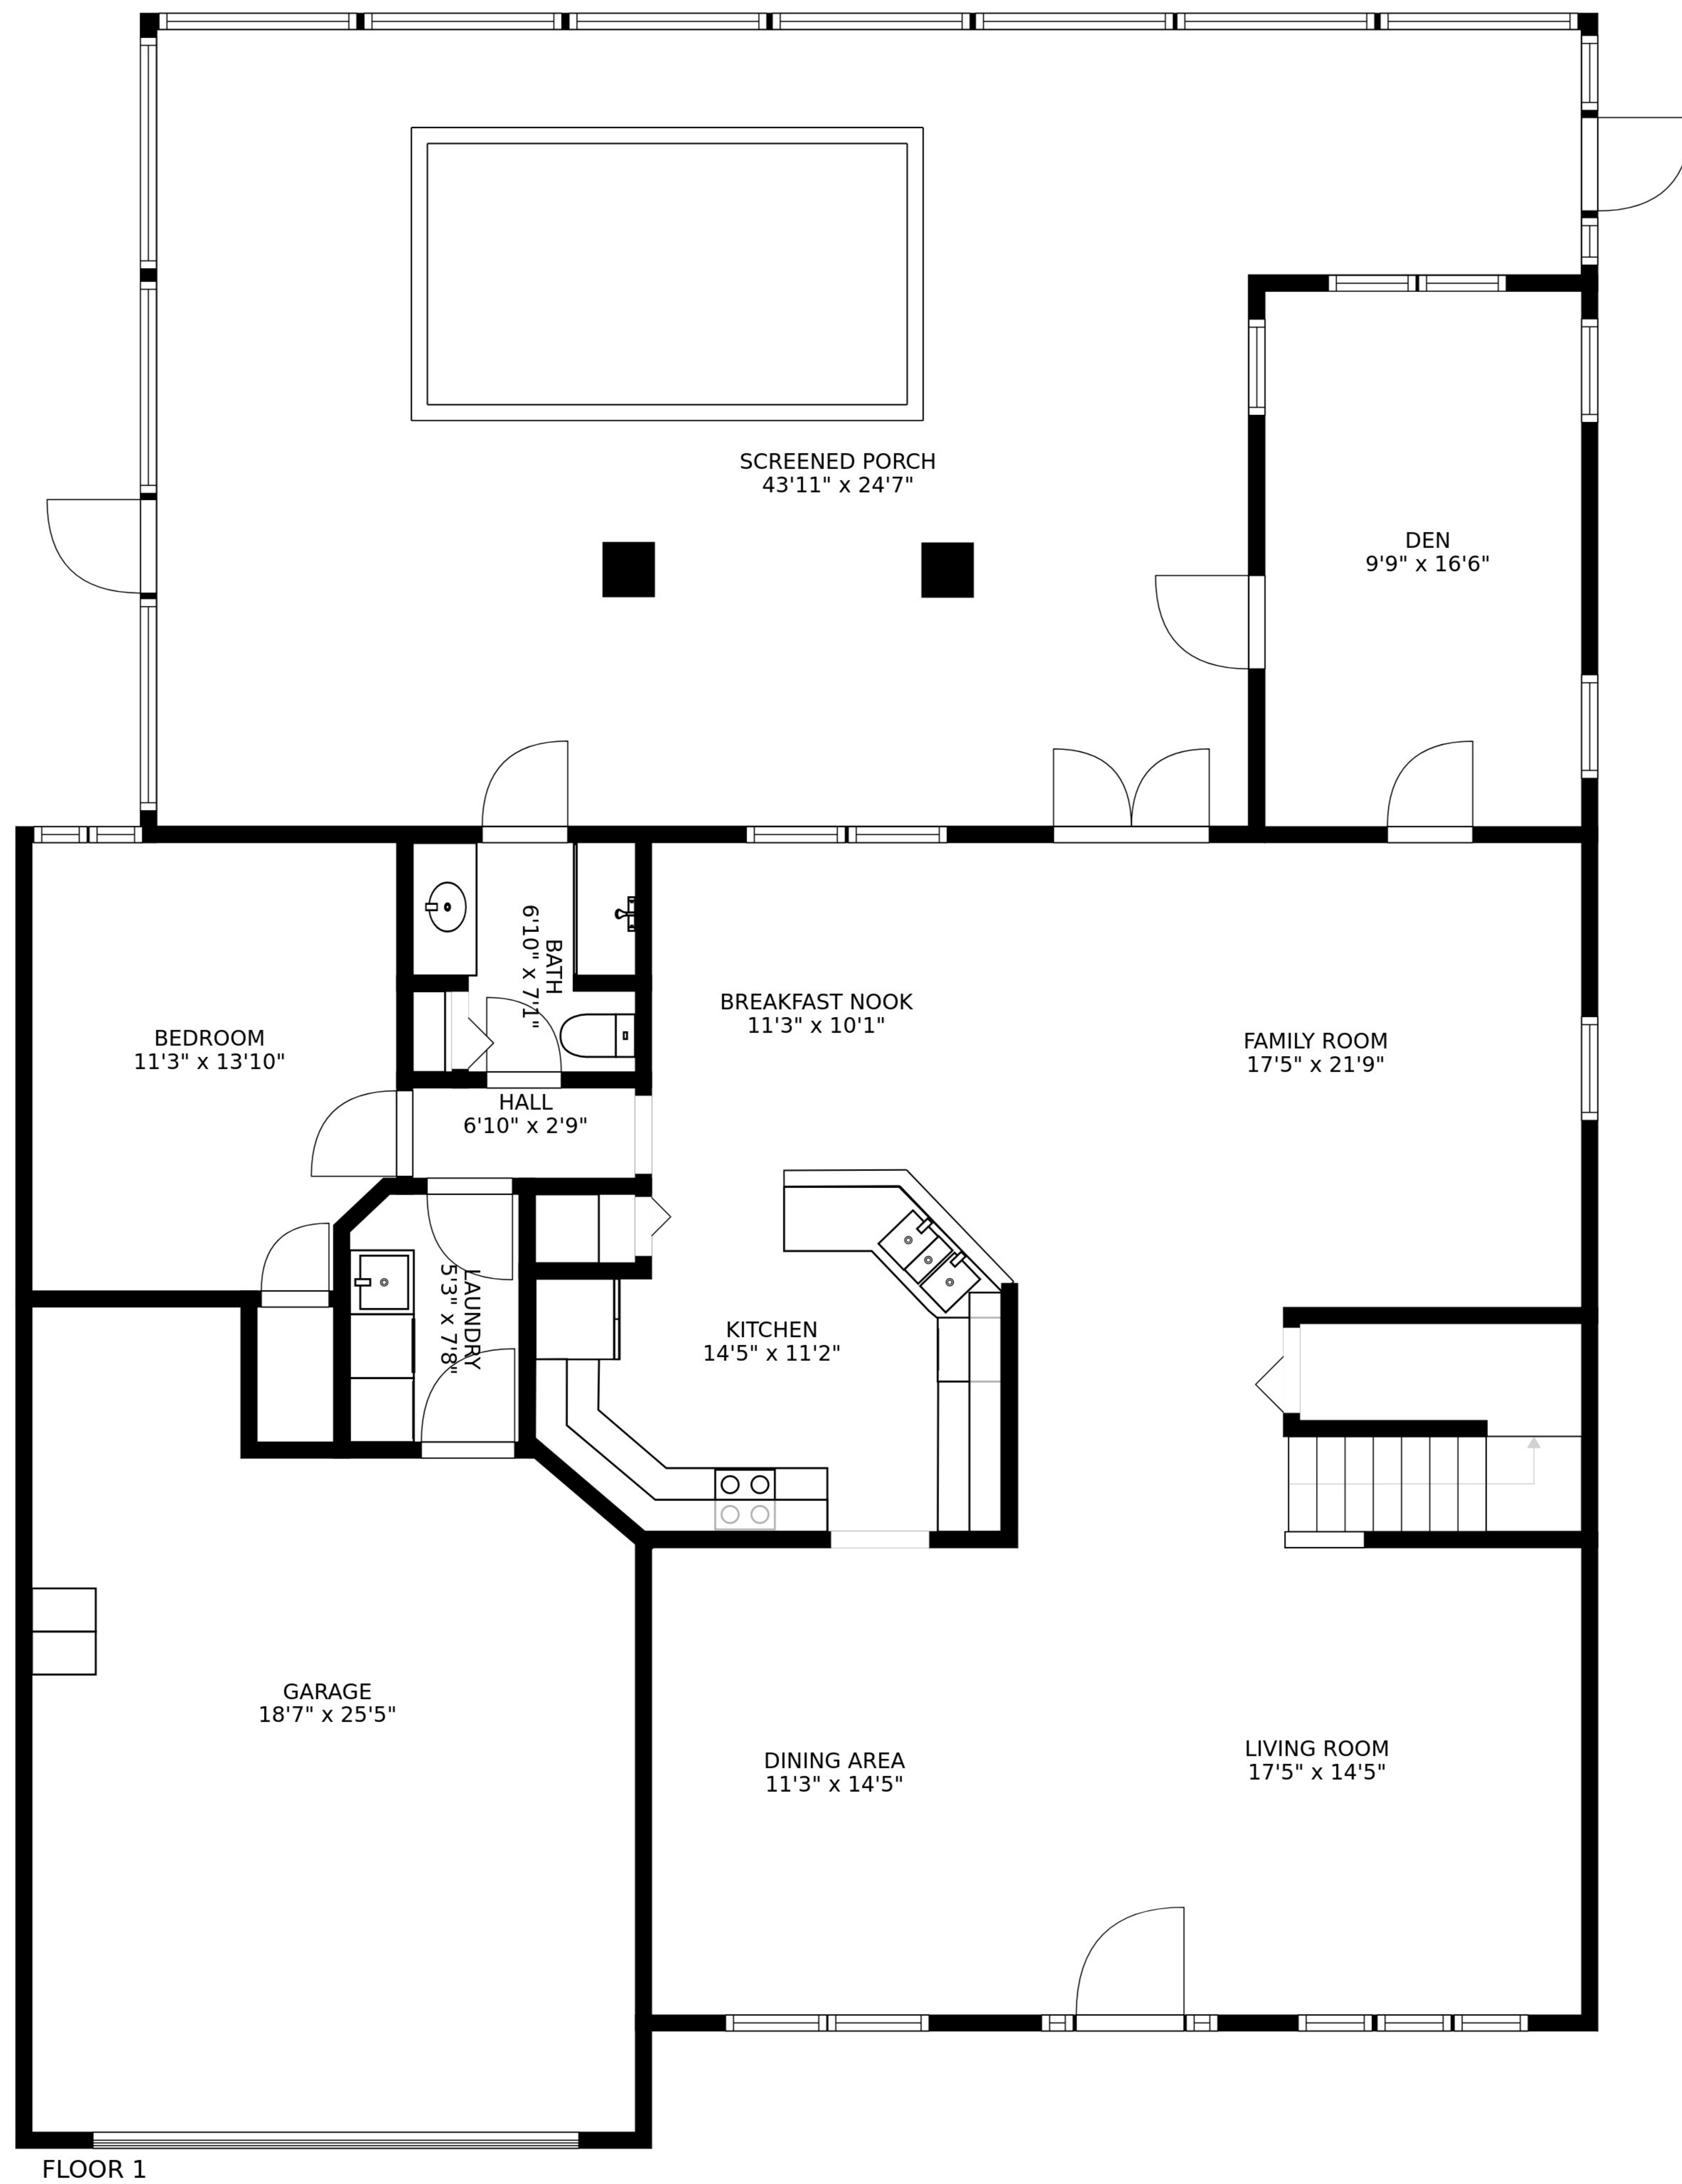 SCREENED PORCH
43'11" x 24'7"
DEN
9'9" x 16'6"
BATH
6'10" x 7'1"
BREAKFAST NOOK
11'3" x 10'1"
FAMILY ROOM
17'5" x 21'9"
BEDROOM
11'3" x 13'10"
HALL
6'10" x 2'9"
LAUNDRY
5'3" x 7'8"
KITCHEN
14'5" x 11'2"
GARAGE
18'7" x 25'5"
DINING AREA
11'3" x 14'5"
LIVING ROOM
17'5" x 14'5"
FLOOR 1